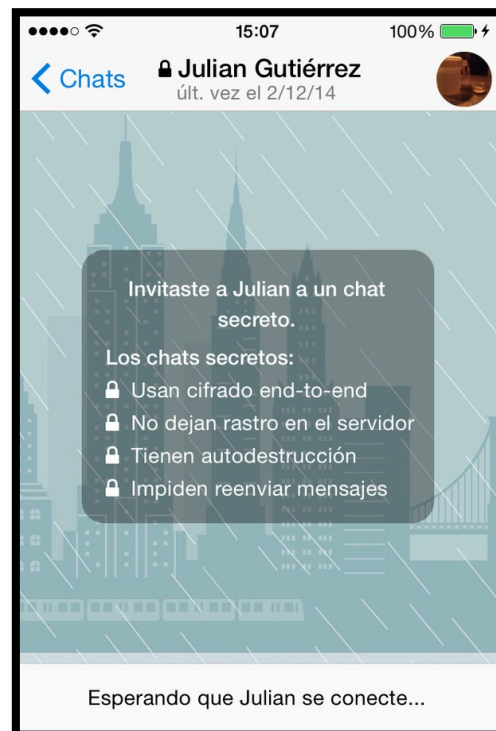 15:07
100%
Chats
Julian Gutiérrez
últ. vez el 2/12/14
Invitaste a Julian a un chat
secreto.
Los chats secretos:
Usan cifrado end-to-end
No dejan rastro en el servidor
Tienen autodestrucción
Impiden reenviar mensajes
Esperando que Julian se conecte...